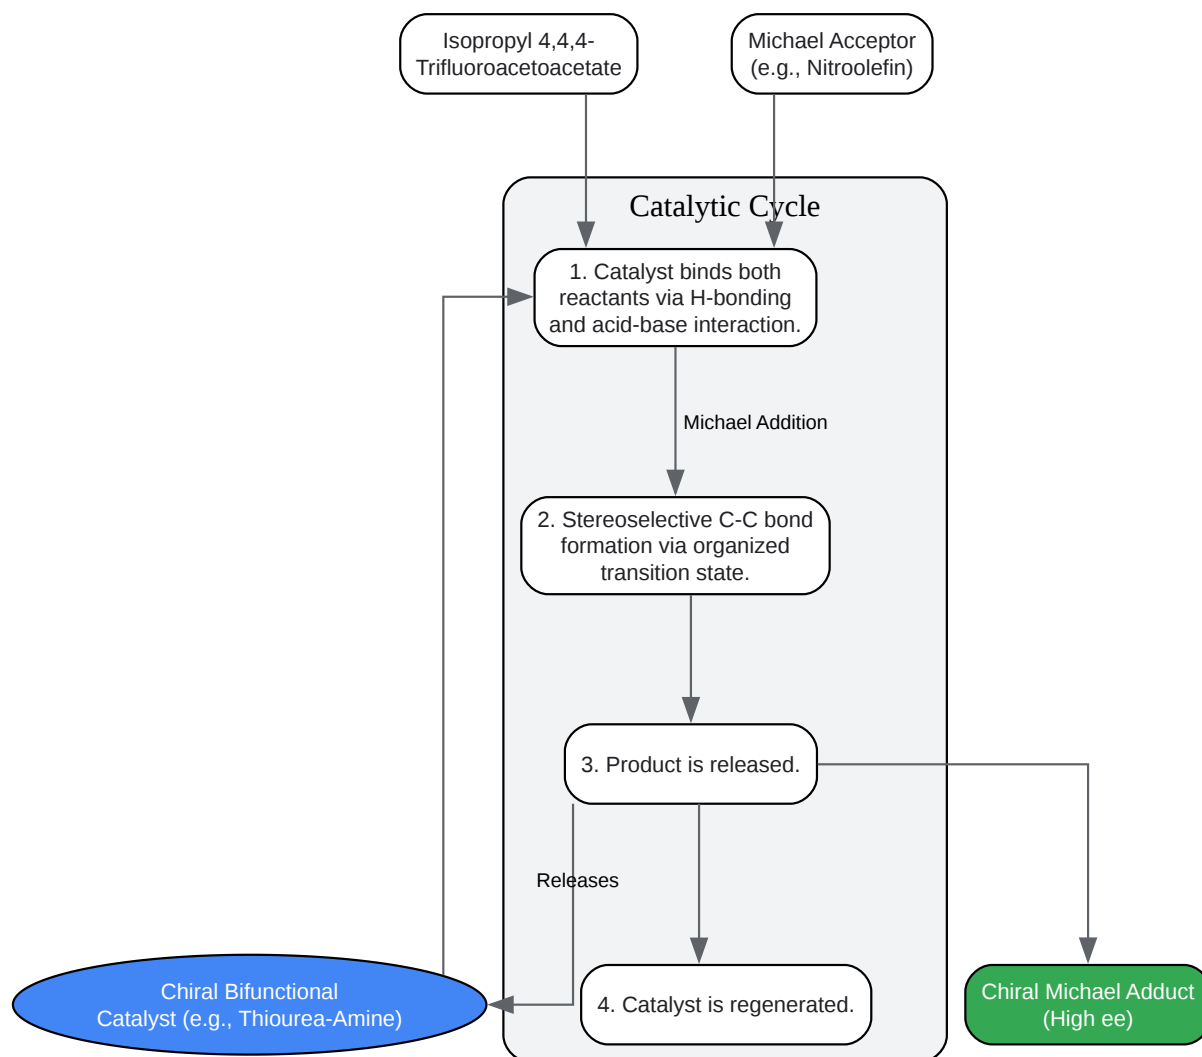 Isopropyl 4,4,4-
Trifluoroacetoacetate
Michael Acceptor
(e.g., Nitroolefin)
Catalytic Cycle
1. Catalyst binds both
reactants via H-bonding
and acid-base interaction.
Michael Addition
2. Stereoselective C-C bond
formation via organized
transition state.
3. Product is released.
Releases
Chiral Bifunctional
Catalyst (e.g., Thiourea-Amine)
4. Catalyst is regenerated.
Chiral Michael Adduct
(High ee)